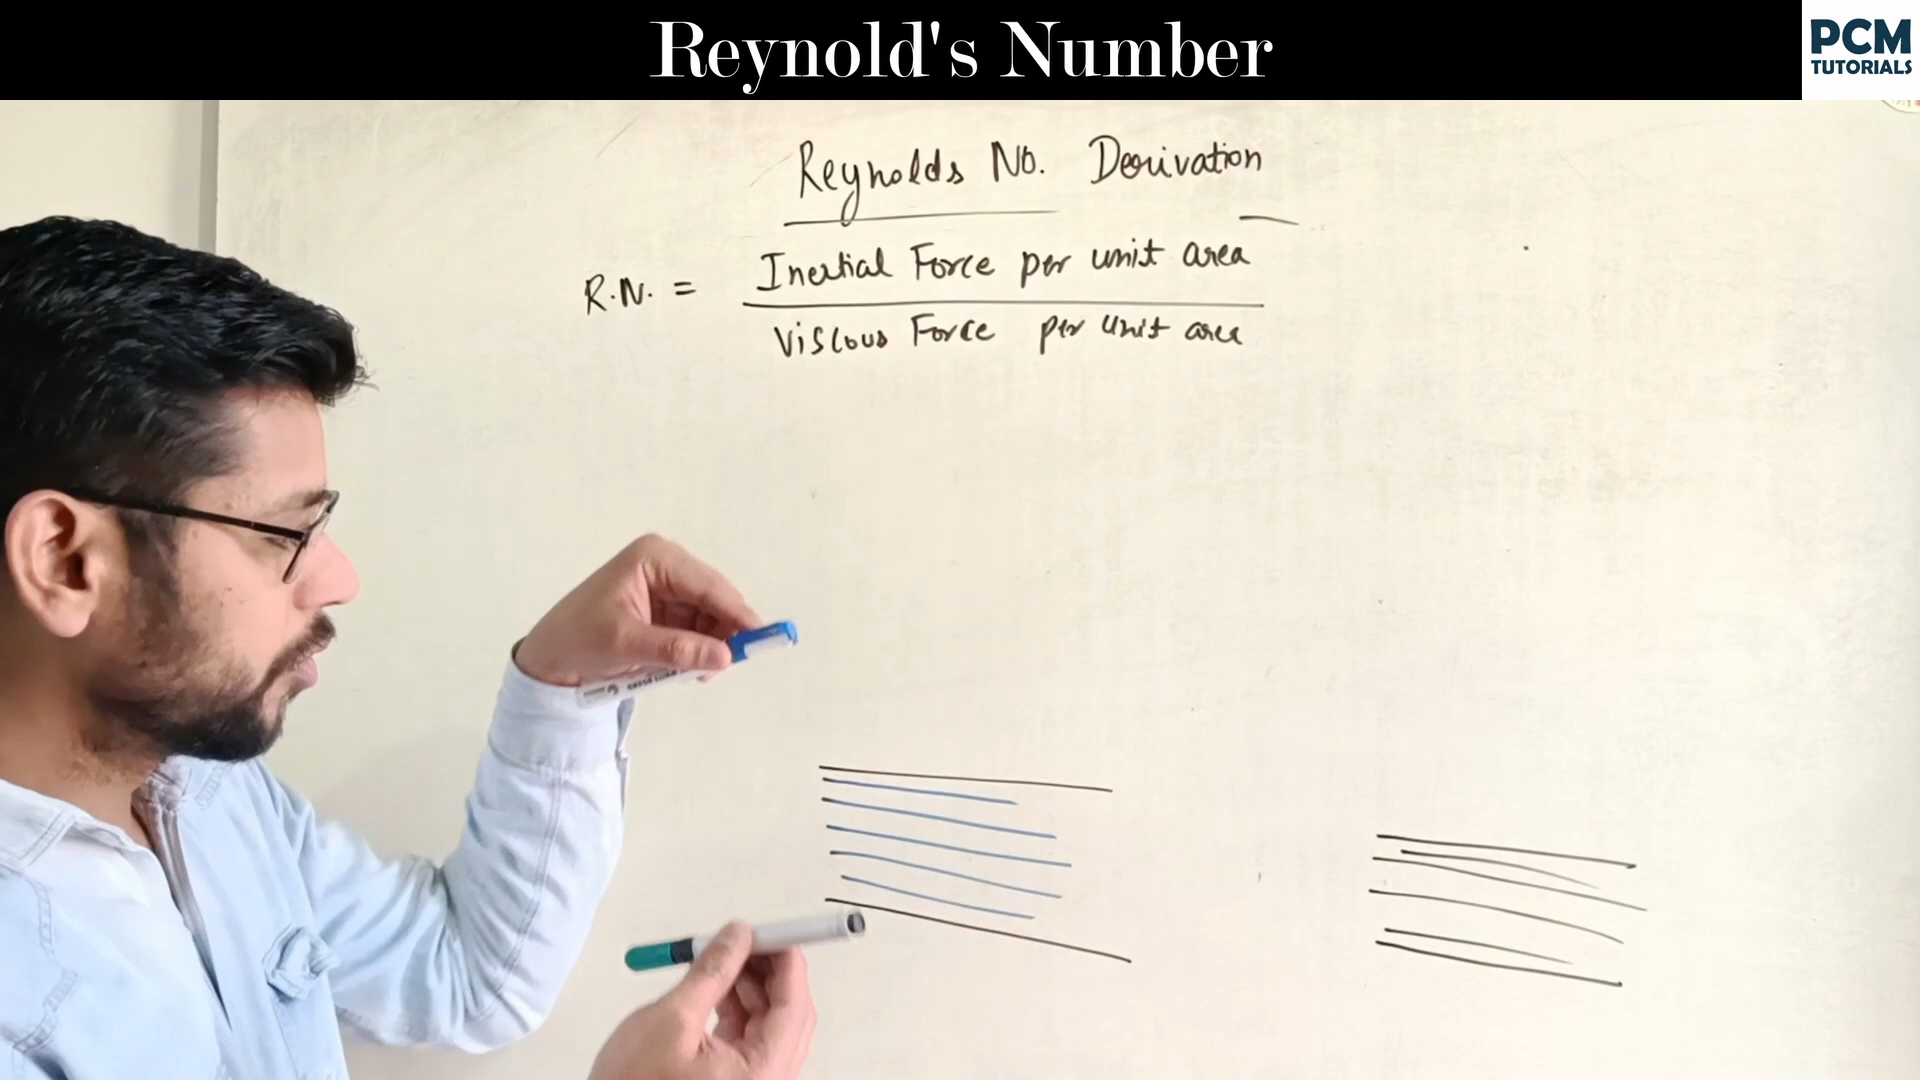 Reynold's Number
PCM
TUTORIALS
Reynolds No. Derivation
R.N. = Inertial Force per unit area
Viscous Force per unit area